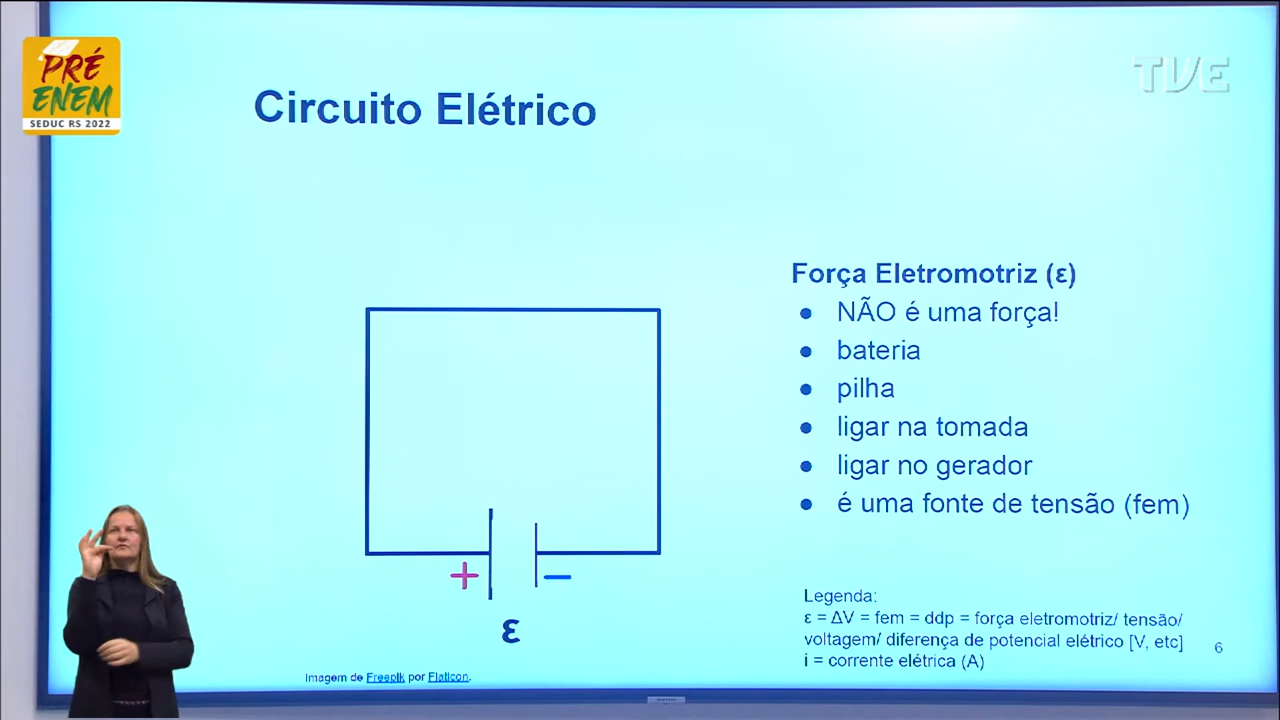 PRÉ
ENEM
SEDUC RS 2022
TVE
Circuito Elétrico
Força Eletromotriz (ε)
● NÃO é uma força!
● bateria
● pilha
● ligar na tomada
● ligar no gerador
● é uma fonte de tensão (fem)
+ −
ε
Legenda:
ε = ΔV = fem = ddp = força eletromotriz/ tensão/
voltagem/ diferença de potencial elétrico [V, etc]
i = corrente elétrica (A)
6
Imagem de Freepik por Flaticon.